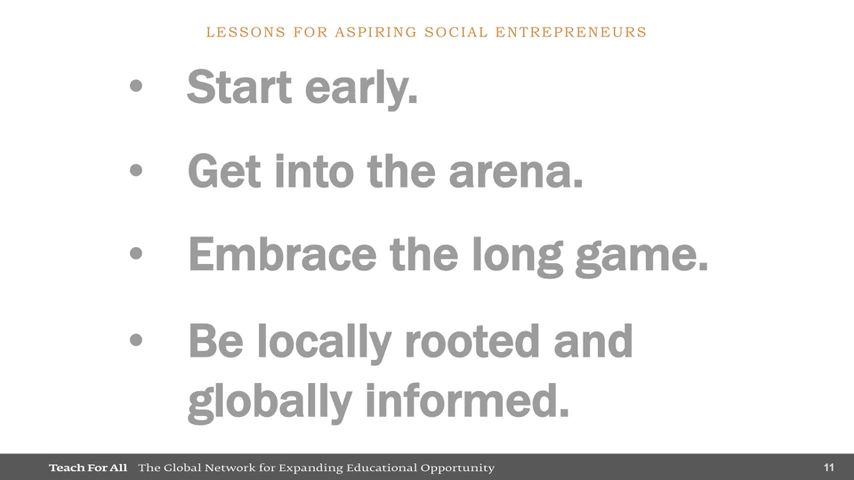 LESSONS FOR ASPIRING SOCIAL ENTREPRENEURS
• Start early.
• Get into the arena.
• Embrace the long game.
• Be locally rooted and
globally informed.
Teach For All The Global Network for Expanding Educational Opportunity 11